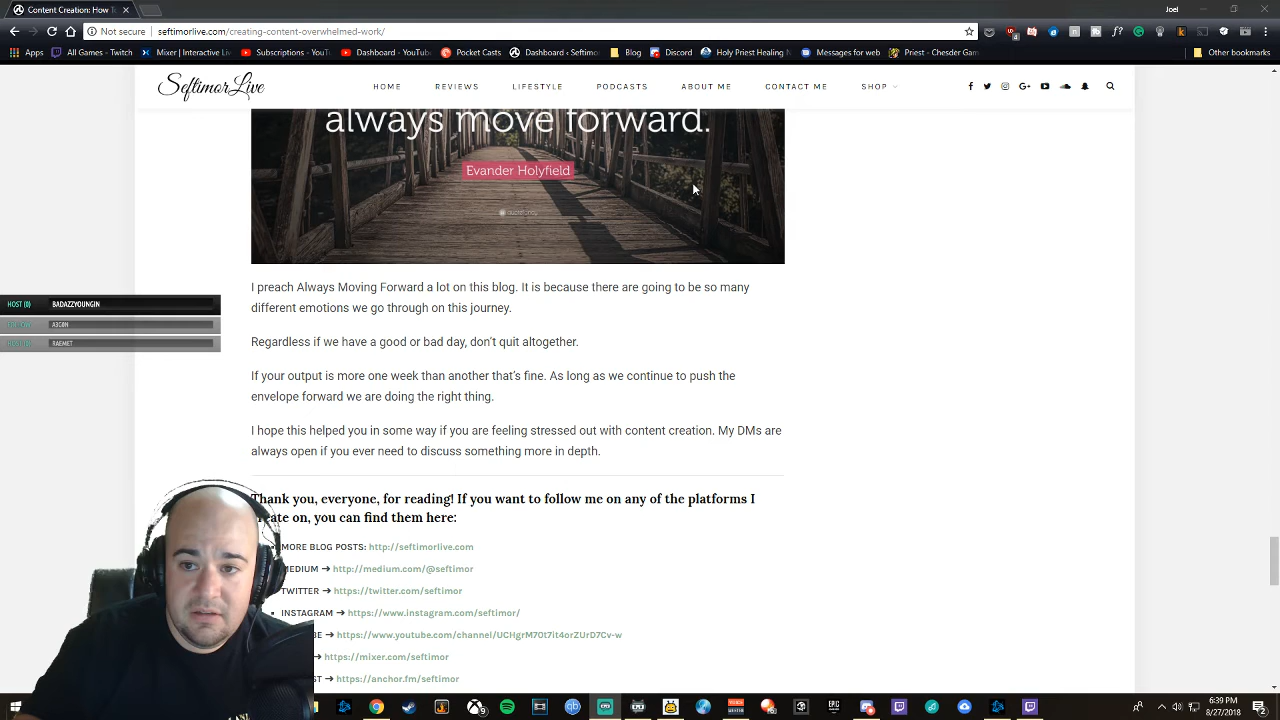 Content Creation: How T
Joel
Not secure | seftimorlive.com/creating-content-overwhelmed-work/
Apps All Games - Twitch Mixer | Interactive Liv Subscriptions - YouTu Dashboard - YouTube Pocket Casts Dashboard ‹ Seftimor Blog Discord Holy Priest Healing N Messages for web Priest - Chesder Gam Other bookmarks
SeftimorLive
HOME REVIEWS LIFESTYLE PODCASTS ABOUT ME CONTACT ME SHOP
always move forward.
Evander Holyfield
I preach Always Moving Forward a lot on this blog. It is because there are going to be so many
different emotions we go through on this journey.
HOST (0) BADAZZYOUNGIN
A3G0N
RAEMET
Regardless if we have a good or bad day, don't quit altogether.
If your output is more one week than another that's fine. As long as we continue to push the
envelope forward we are doing the right thing.
I hope this helped you in some way if you are feeling stressed out with content creation. My DMs are
always open if you ever need to discuss something more in depth.
Thank you, everyone, for reading! If you want to follow me on any of the platforms I
ate on, you can find them here:
MORE BLOG POSTS: http://seftimorlive.com
MEDIUM ➔ http://medium.com/@seftimor
TWITTER ➔ https://twitter.com/seftimor
INSTAGRAM ➔ https://www.instagram.com/seftimor/
BE ➔ https://www.youtube.com/channel/UCHgrM70t7it4orZUrD7Cv-w
➔ https://mixer.com/seftimor
ST ➔ https://anchor.fm/seftimor
6:39 PM
8/27/2018